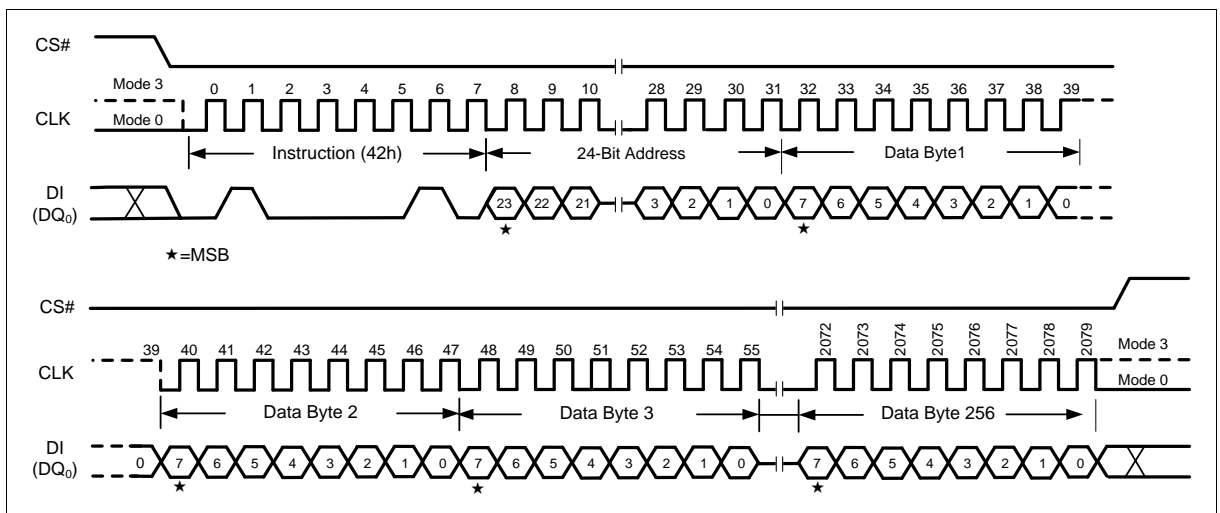 CS#
Mode 3
0 1 2 3 4 5 6 7 8 9 10 28 29 30 31 32 33 34 35 36 37 38 39
CLK
Mode 0
Instruction (42h) 24-Bit Address Data Byte1
DI
(DQ0)
23 22 21 3 2 1 0 7 6 5 4 3 2 1 0
★ ★
★=MSB
CS#
39 40 41 42 43 44 45 46 47 48 49 50 51 52 53 54 55 2072 2073 2074 2075 2076 2077 2078 2079
Mode 3
CLK
Mode 0
Data Byte 2 Data Byte 3 Data Byte 256
DI
(DQ0)
0 7 6 5 4 3 2 1 0 7 6 5 4 3 2 1 0 7 6 5 4 3 2 1 0
★ ★ ★